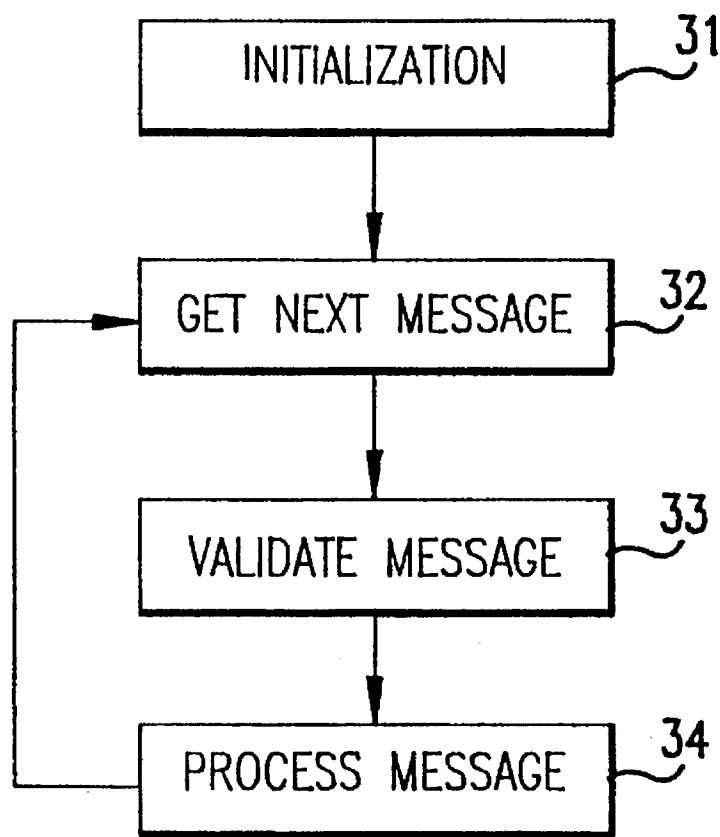 INITIALIZATION
31
GET NEXT MESSAGE
32
VALIDATE MESSAGE
33
PROCESS MESSAGE
34